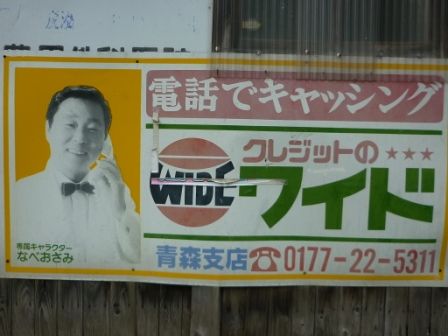 電話でキャッシング
クレジットの★★★
WIDE
ワイド
専属キャラクター
なべおさみ
青森支店☎0177-22-5311